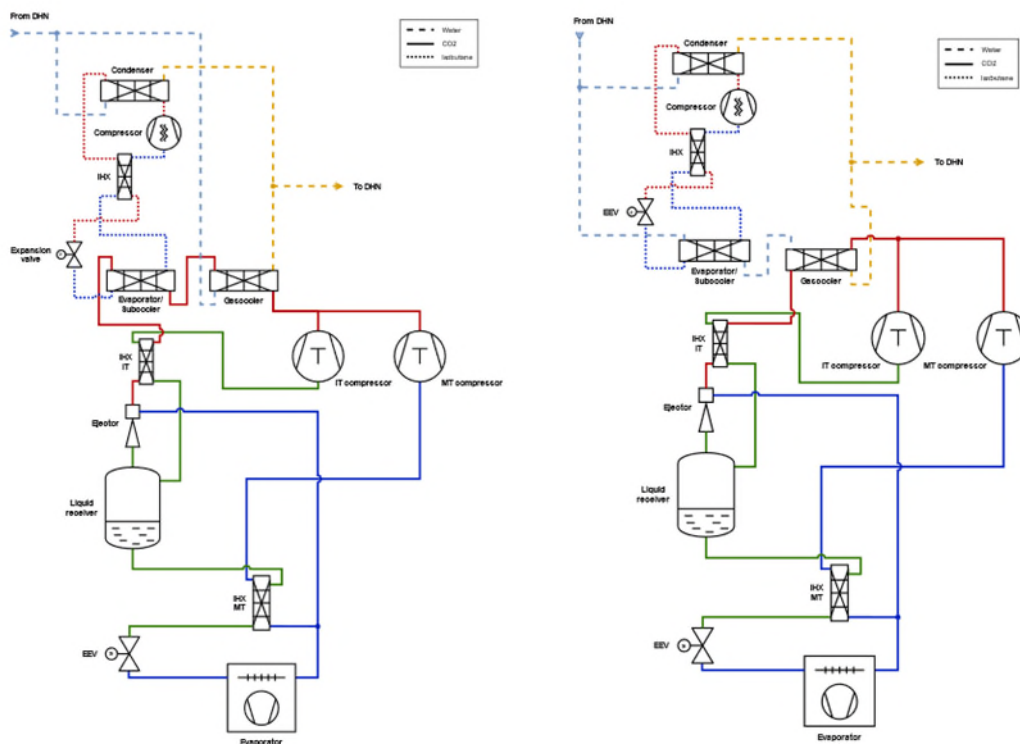 From DHN
Water
CO2
Isobutane
Condenser
Compressor
IHX
To DHN
Expansion
valve
Evaporator/
Subcooler
Gascooler
IHX
IT
IT compressor
MT compressor
Ejector
Liquid
receiver
IHX
MT
EEV
Evaporator
From DHN
Water
CO2
Isobutane
Condenser
Compressor
IHX
To DHN
EEV
Evaporator/
Subcooler
Gascooler
IHX
IT
IT compressor
MT compressor
Ejector
Liquid
receiver
IHX
MT
EEV
Evaporator